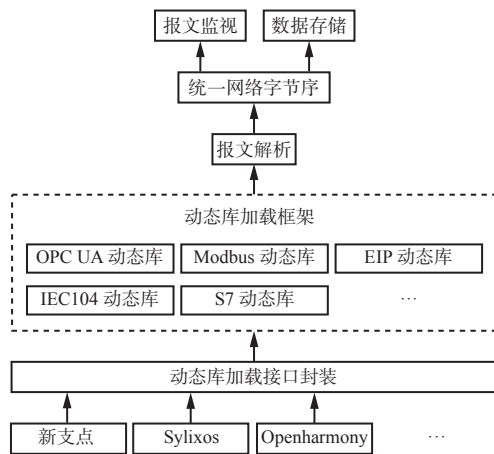 报文监视 数据存储
统一网络字节序
报文解析
动态库加载框架
OPC UA 动态库 Modbus 动态库 EIP 动态库
IEC104 动态库 S7 动态库 …
动态库加载接口封装
新支点 Sylixos Openharmony …